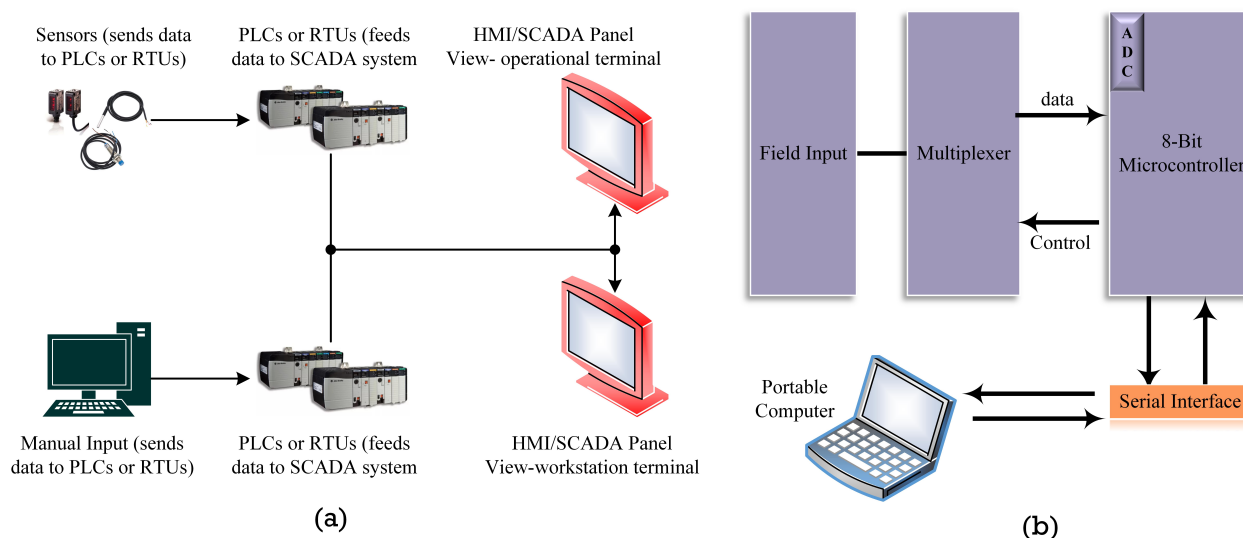 Sensors (sends data
to PLCs or RTUs)
PLCs or RTUs (feeds
data to SCADA system
HMI/SCADA Panel
View- operational terminal
Manual Input (sends
data to PLCs or RTUs)
PLCs or RTUs (feeds
data to SCADA system
HMI/SCADA Panel
View-workstation terminal
(a)
Field Input
Multiplexer
data
Control
A
D
C
8-Bit
Microcontroller
Portable
Computer
Serial Interface
(b)